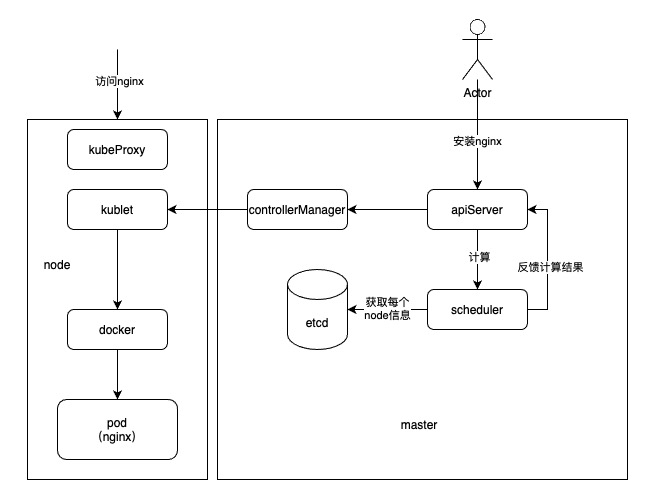 访问nginx
Actor
安装nginx
kubeProxy
kublet
controllerManager
apiServer
计算
反馈计算结果
node
获取每个
node信息
scheduler
etcd
docker
pod
(nginx)
master